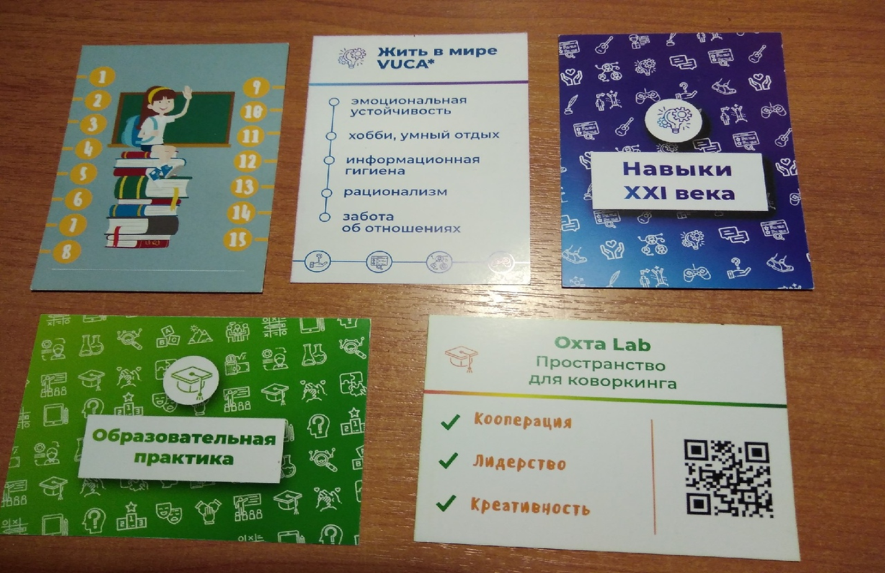 1
2
3
4
5
6
7
8
9
10
11
12
13
14
15
Жить в мире
VUCA*
эмоциональная
устойчивость
хобби, умный отдых
информационная
гигиена
рационализм
забота
об отношениях
Навыки
XXI века
Образовательная
практика
Охта Lab
Пространство
для коворкинга
Кооперация
Лидерство
Креативность